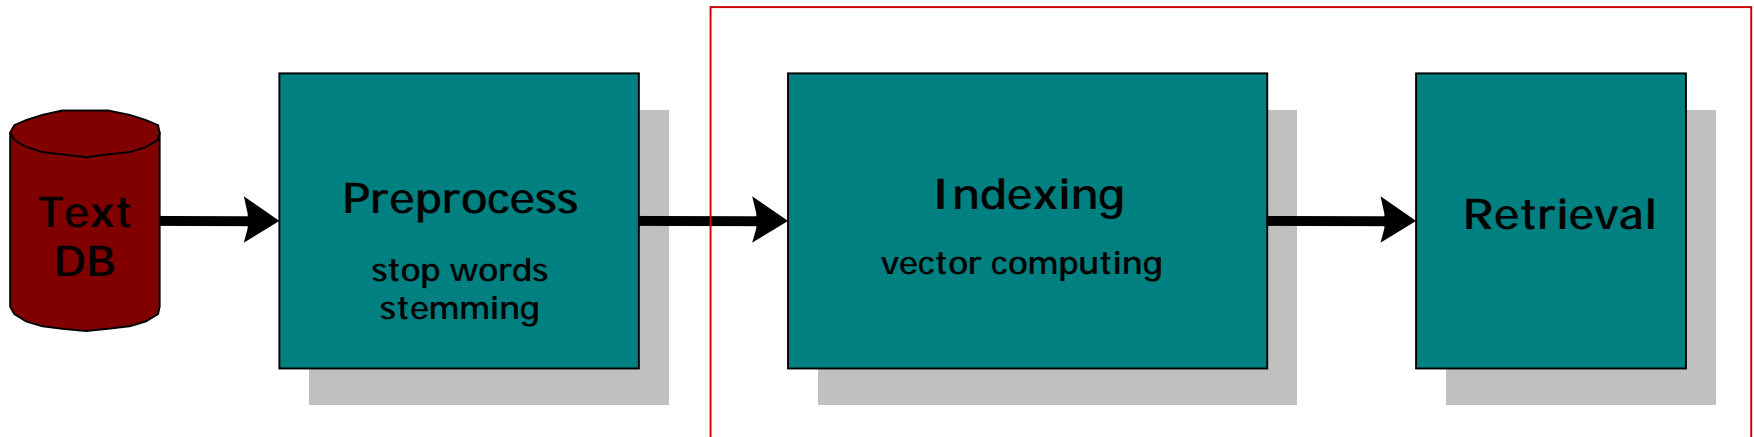 Text
DB
Preprocess
stop words
stemming
Indexing
vector computing
Retrieval